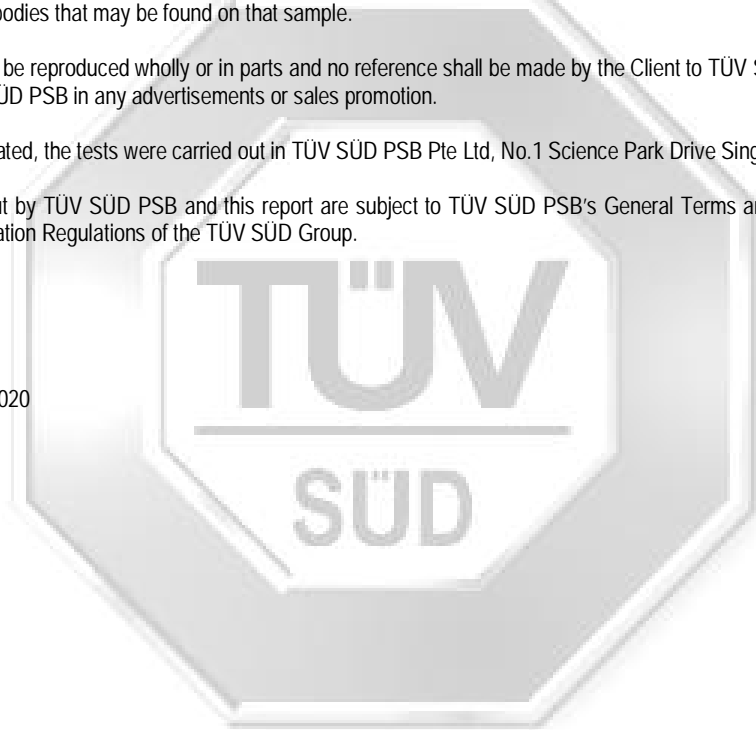 bodies that may be found on that sample.
be reproduced wholly or in parts and no reference shall be made by the Client to TÜV S
ÜD PSB in any advertisements or sales promotion.
ated, the tests were carried out in TÜV SÜD PSB Pte Ltd, No.1 Science Park Drive Sing
ut by TÜV SÜD PSB and this report are subject to TÜV SÜD PSB's General Terms an
ation Regulations of the TÜV SÜD Group.
TÜV
020
SÜD